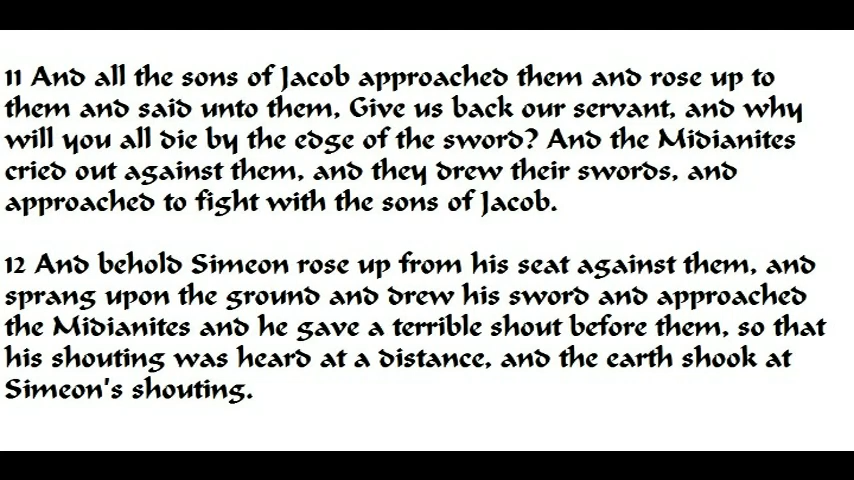 11 And all the sons of Jacob approached them and rose up to
them and said unto them, Give us back our servant, and why
will you all die by the edge of the sword? And the Midianites
cried out against them, and they drew their swords, and
approached to fight with the sons of Jacob.
12 And behold Simeon rose up from his seat against them, and
sprang upon the ground and drew his sword and approached
the Midianites and he gave a terrible shout before them, so that
his shouting was heard at a distance, and the earth shook at
Simeon's shouting.